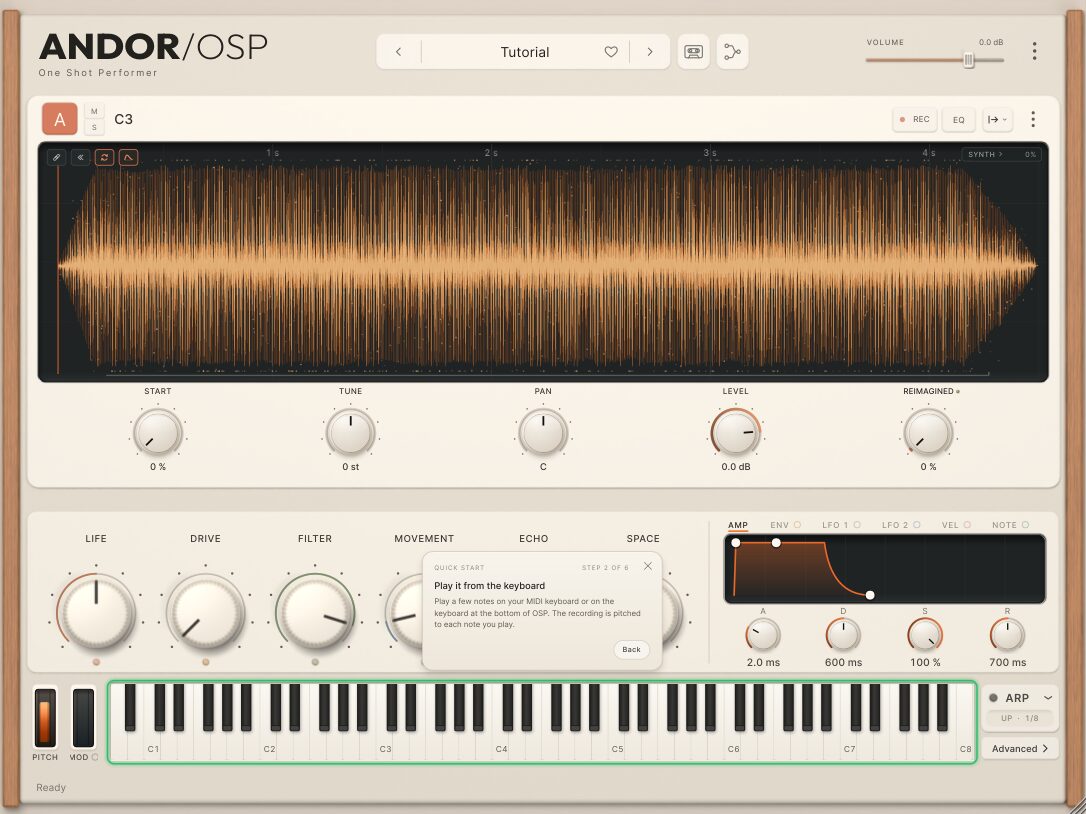 ANDOR/OSP
One Shot Performer
Tutorial
VOLUME 0.0 dB
A
M
S
C3
REC
EQ
1 s 2 s 3 s 4 s
SYNTH > 0%
START TUNE PAN LEVEL REIMAGINED
0 % 0 st C 0.0 dB 0 %
LIFE DRIVE FILTER MOVEMENT ECHO SPACE
AMP ENV LFO 1 LFO 2 VEL NOTE
QUICK START STEP 2 OF 6
Play it from the keyboard
Play a few notes on your MIDI keyboard or on the
keyboard at the bottom of OSP. The recording is pitched
to each note you play.
Back
A D S R
2.0 ms 600 ms 100 % 700 ms
PITCH MOD
C1 C2 C3 C4 C5 C6 C7 C8
ARP
UP · 1/8
Advanced >
Ready